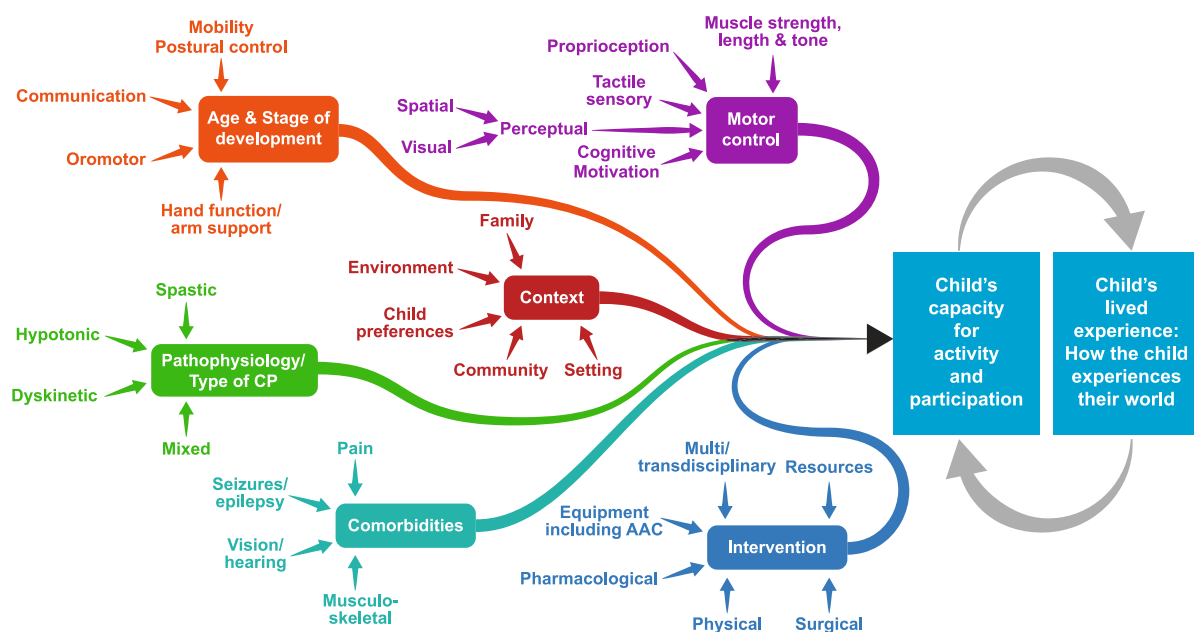 Mobility
Postural control
Communication
Age & Stage of
development
Oromotor
Hand function/
arm support
Muscle strength,
length & tone
Proprioception
Tactile
sensory
Spatial
Perceptual
Visual
Cognitive
Motivation
Motor
control
Family
Environment
Context
Child
preferences
Community
Setting
Spastic
Hypotonic
Pathophysiology/
Type of CP
Dyskinetic
Mixed
Pain
Seizures/
epilepsy
Comorbidities
Vision/
hearing
Musculo-
skeletal
Multi/
transdisciplinary
Resources
Equipment
including AAC
Intervention
Pharmacological
Physical
Surgical
Child's
capacity
for
activity
and
participation
Child's
lived
experience:
How the child
experiences
their world